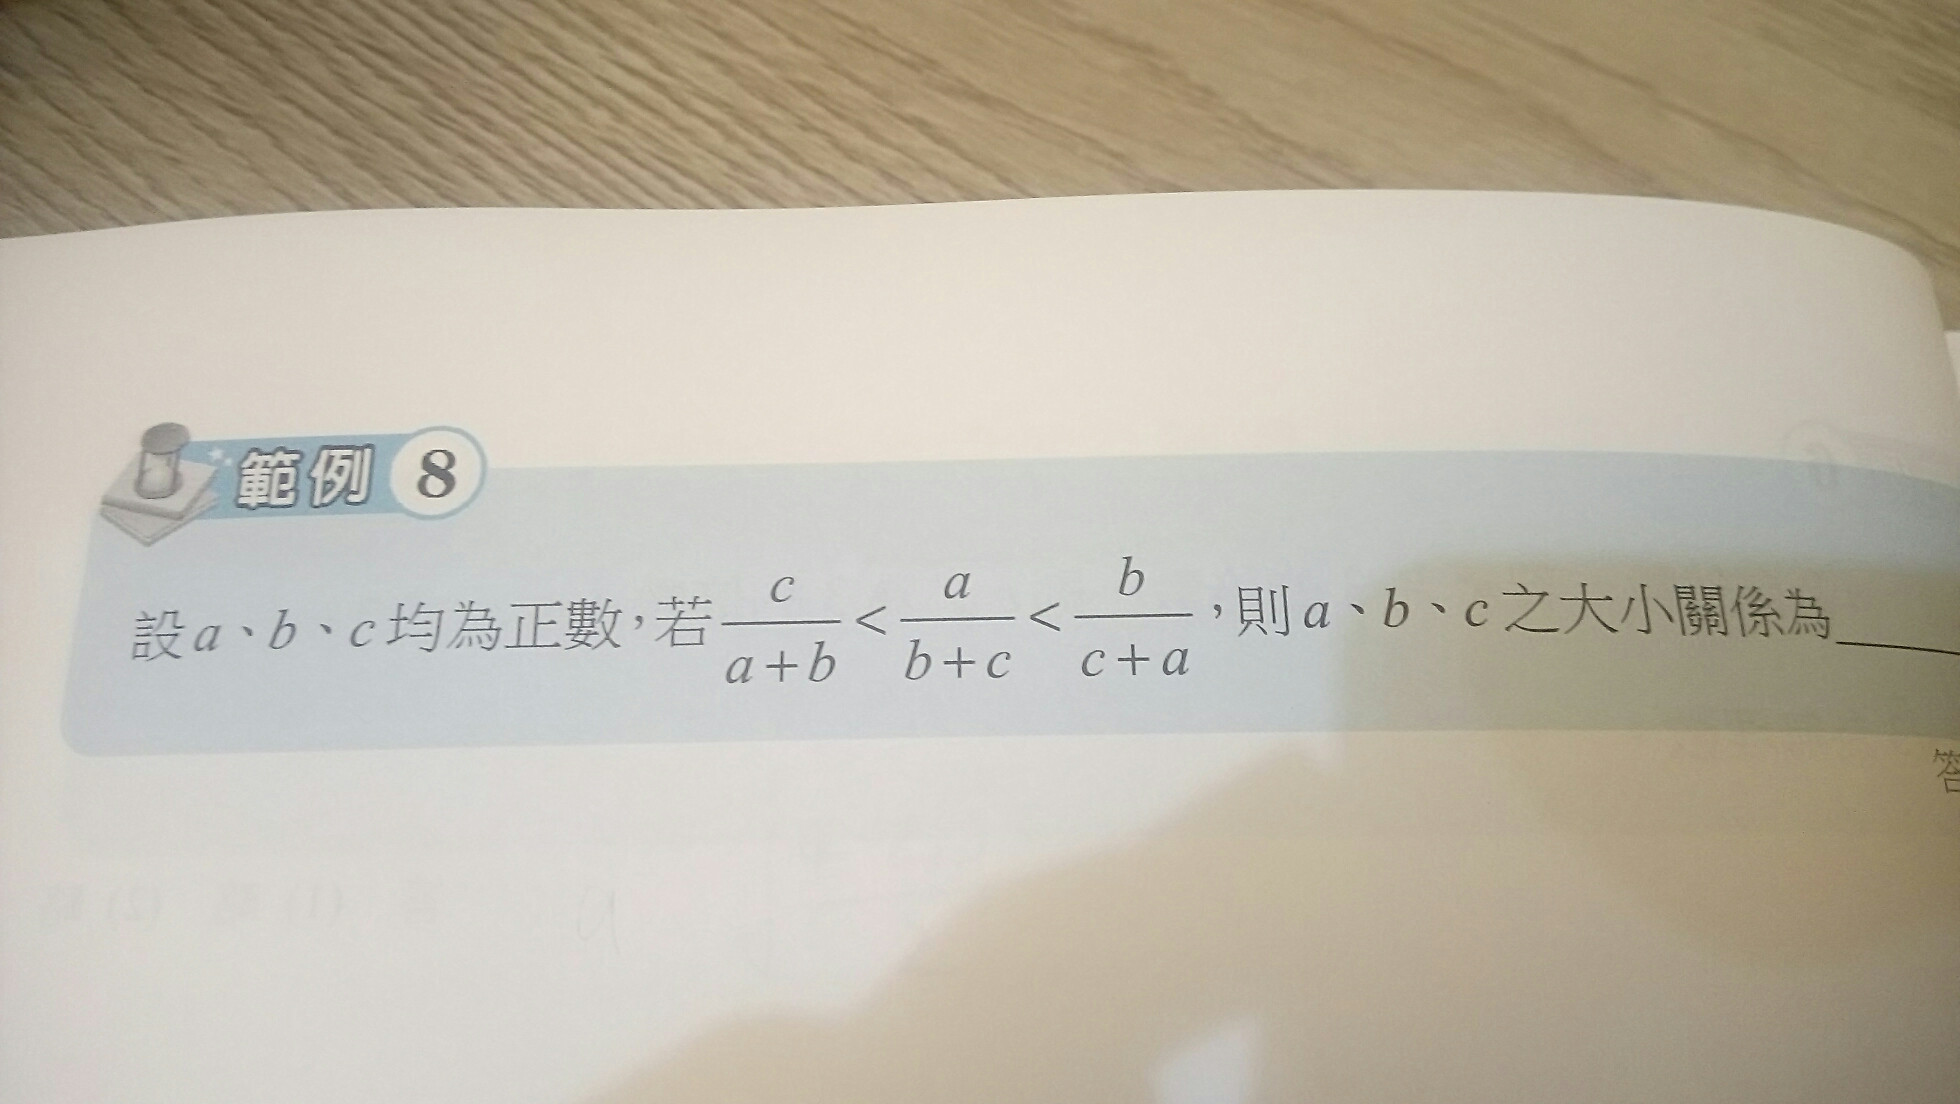 範例 8
設a、b、c均為正數，若 c/(a+b) < a/(b+c) < b/(c+a)，則a、b、c之大小關係為
答